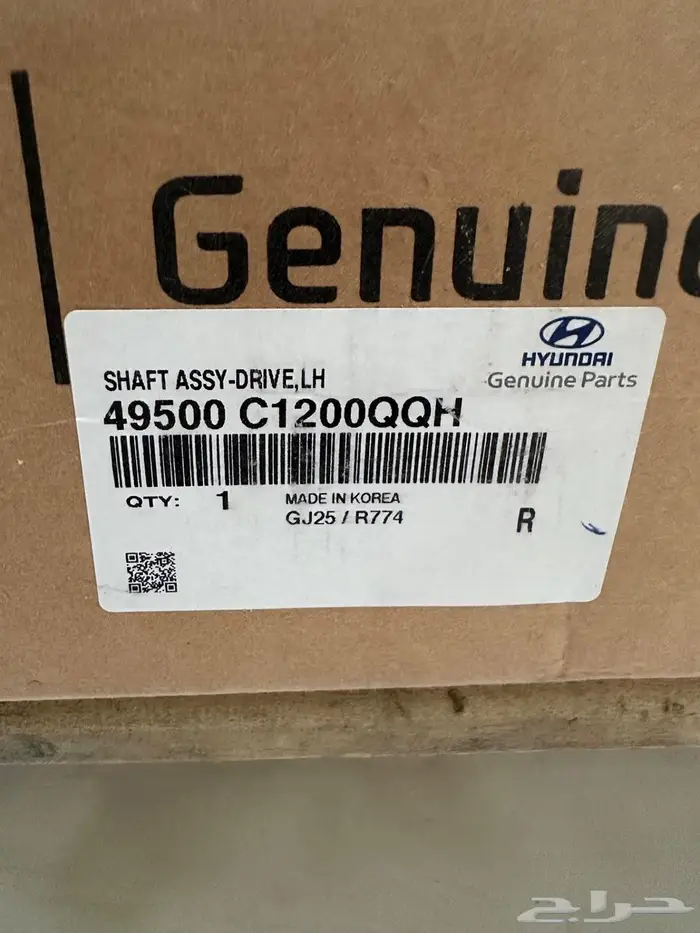 Genuine
HYUNDAI
Genuine Parts
SHAFT ASSY-DRIVE,LH
49500 C1200QQH
QTY: 1
MADE IN KOREA
GJ25 / R774
R
حراج